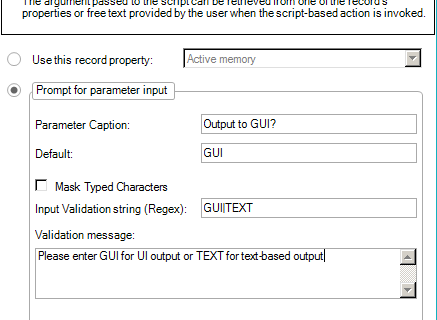 The argument passed to the script can be retrieved from one of the record's
properties or free text provided by the user when the script-based action is invoked.
Use this record property:
Active memory
Prompt for parameter input
Parameter Caption:
Output to GUI?
Default:
GUI
Mask Typed Characters
Input Validation string (Regex):
GUI|TEXT
Validation message:
Please enter GUI for UI output or TEXT for text-based output